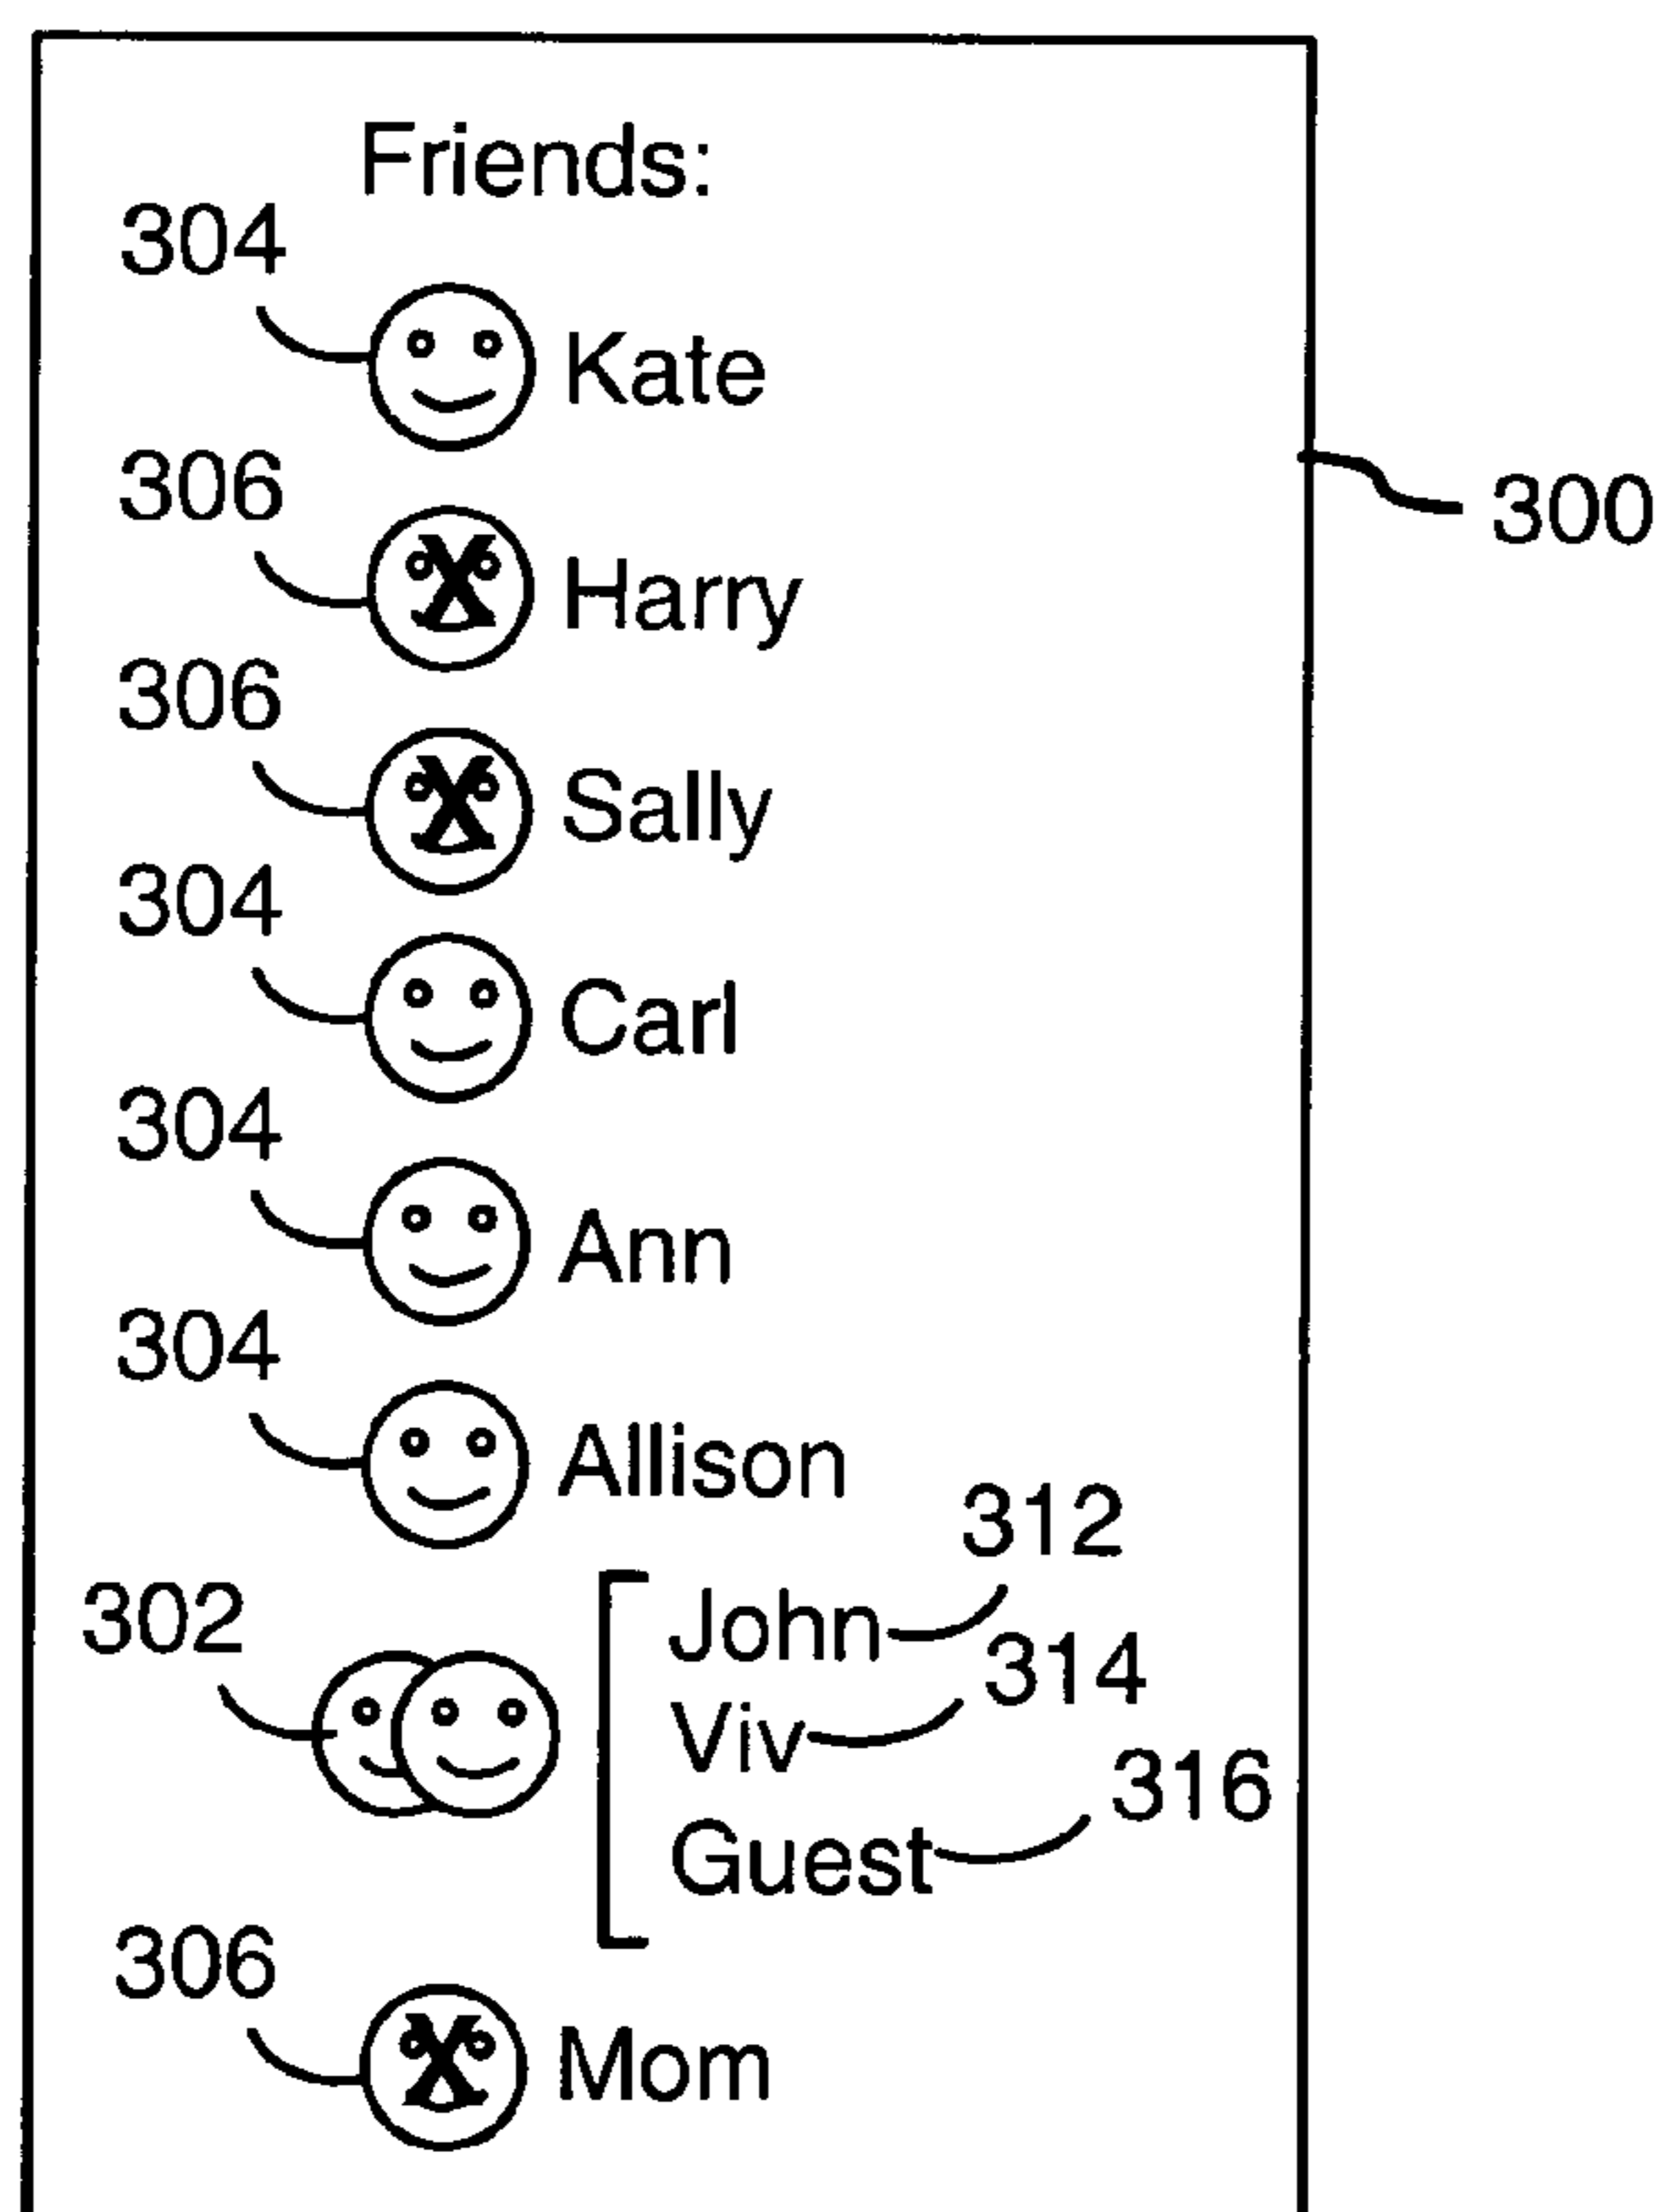 Friends:
304
Kate
306
Harry
300
306
Sally
304
Carl
304
Ann
304
Allison
312
302
John
314
Viv
316
Guest
306
Mom